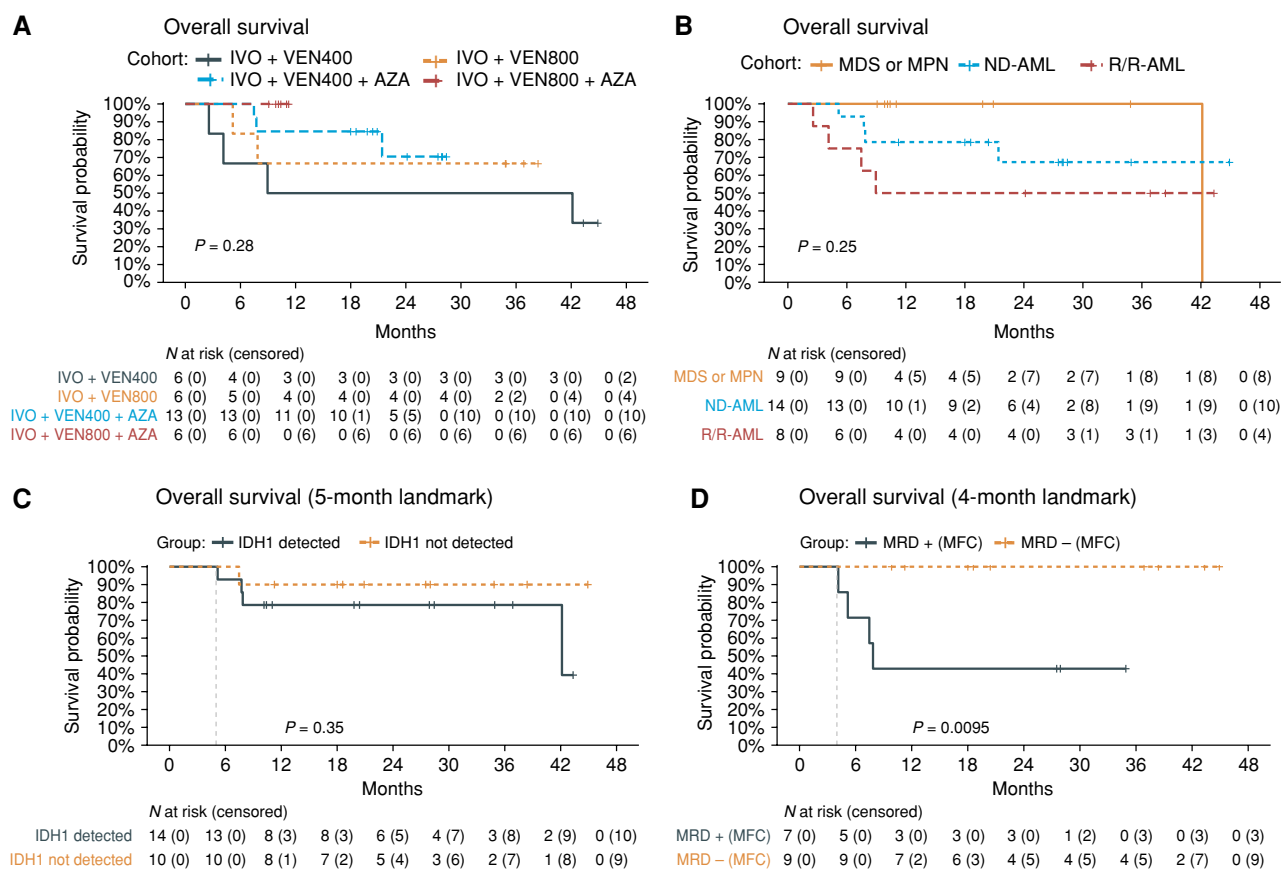 A Overall survival
Cohort: IVO + VEN400 IVO + VEN800
IVO + VEN400 + AZA IVO + VEN800 + AZA
Survival probability
100%
90%
80%
70%
60%
50%
40%
30%
20%
10%
0%
P = 0.28
0 6 12 18 24 30 36 42 48
Months
N at risk (censored)
IVO + VEN400 6 (0) 4 (0) 3 (0) 3 (0) 3 (0) 3 (0) 3 (0) 3 (0) 0 (2)
IVO + VEN800 6 (0) 5 (0) 4 (0) 4 (0) 4 (0) 4 (0) 2 (2) 0 (4) 0 (4)
IVO + VEN400 + AZA 13 (0) 13 (0) 11 (0) 10 (1) 5 (5) 0 (10) 0 (10) 0 (10) 0 (10)
IVO + VEN800 + AZA 6 (0) 6 (0) 0 (6) 0 (6) 0 (6) 0 (6) 0 (6) 0 (6) 0 (6)
B Overall survival
Cohort: MDS or MPN ND-AML R/R-AML
Survival probability
100%
90%
80%
70%
60%
50%
40%
30%
20%
10%
0%
P = 0.25
0 6 12 18 24 30 36 42 48
Months
N at risk (censored)
MDS or MPN 9 (0) 9 (0) 4 (5) 4 (5) 2 (7) 2 (7) 1 (8) 1 (8) 0 (8)
ND-AML 14 (0) 13 (0) 10 (1) 9 (2) 6 (4) 2 (8) 1 (9) 1 (9) 0 (10)
R/R-AML 8 (0) 6 (0) 4 (0) 4 (0) 4 (0) 3 (1) 3 (1) 1 (3) 0 (4)
C Overall survival (5-month landmark)
Group: IDH1 detected IDH1 not detected
Survival probability
100%
90%
80%
70%
60%
50%
40%
30%
20%
10%
0%
P = 0.35
0 6 12 18 24 30 36 42 48
Months
N at risk (censored)
IDH1 detected 14 (0) 13 (0) 8 (3) 8 (3) 6 (5) 4 (7) 3 (8) 2 (9) 0 (10)
IDH1 not detected 10 (0) 10 (0) 8 (1) 7 (2) 5 (4) 3 (6) 2 (7) 1 (8) 0 (9)
D Overall survival (4-month landmark)
Group: MRD + (MFC) MRD – (MFC)
Survival probability
100%
90%
80%
70%
60%
50%
40%
30%
20%
10%
0%
P = 0.0095
0 6 12 18 24 30 36 42 48
Months
N at risk (censored)
MRD + (MFC) 7 (0) 5 (0) 3 (0) 3 (0) 3 (0) 1 (2) 0 (3) 0 (3) 0 (3)
MRD – (MFC) 9 (0) 9 (0) 7 (2) 6 (3) 4 (5) 4 (5) 4 (5) 2 (7) 0 (9)